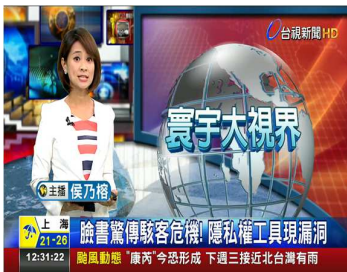 台視新聞HD
寰宇大視界
主播 侯乃榕
上海
21-26
臉書驚傳駭客危機! 隱私權工具現漏洞
12:31:22
颱風動態 "康芮"今恐形成 下週三接近北台灣有雨